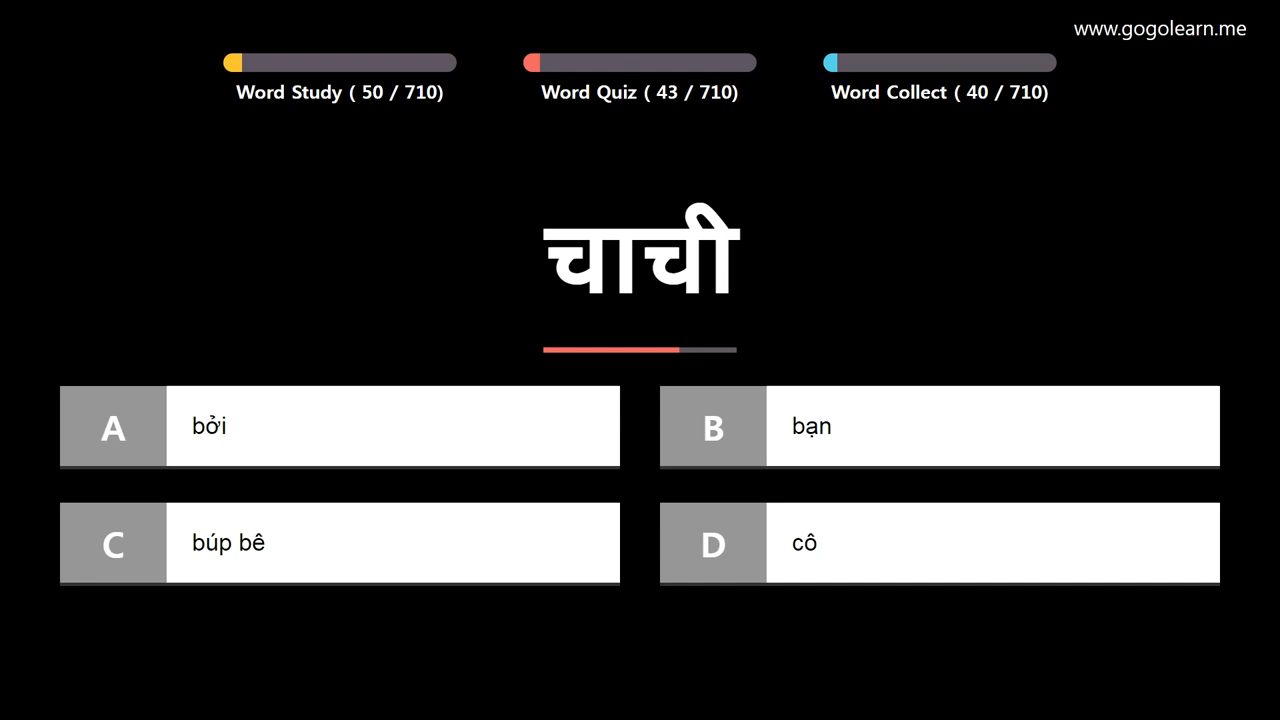 www.gogolearn.me
Word Study ( 50 / 710)
Word Quiz ( 43 / 710)
Word Collect ( 40 / 710)
चाची
A
bởi
B
bạn
C
búp bê
D
cô